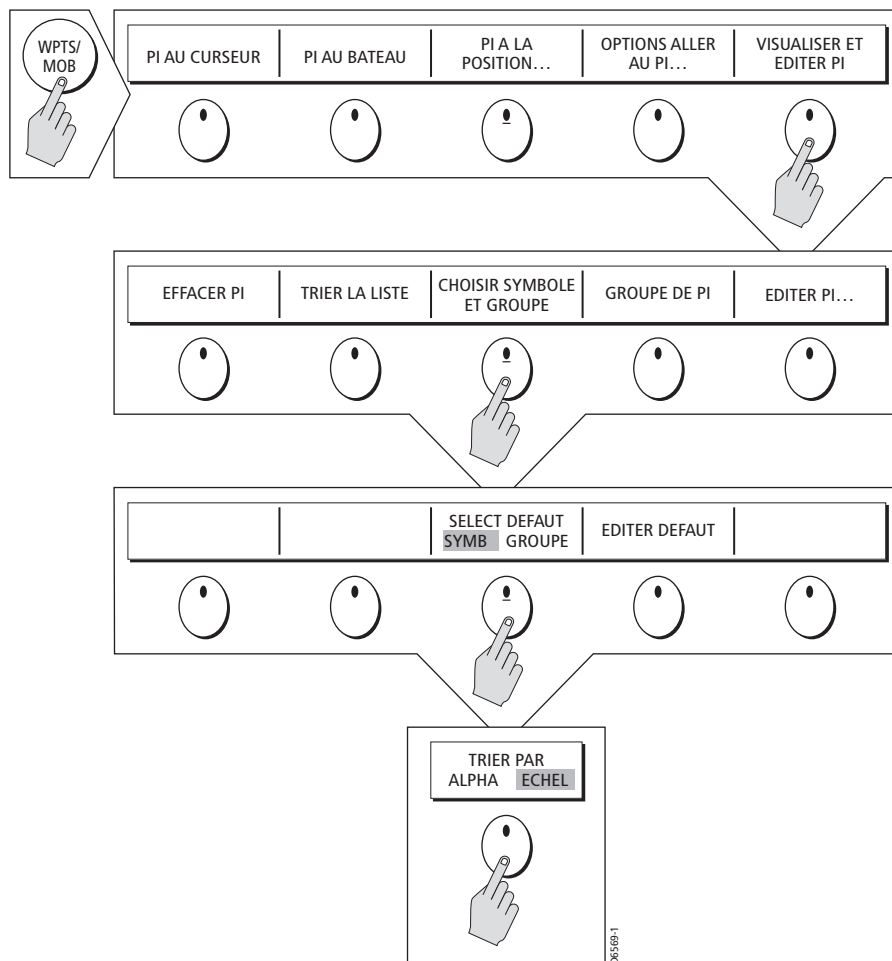 WPTS/
MOB
PI AU CURSEUR
PI AU BATEAU
PI A LA
POSITION...
OPTIONS ALLER
AU PI...
VISUALISER ET
EDITER PI
EFFACER PI
TRIER LA LISTE
CHOISIR SYMBOLE
ET GROUPE
GROUPE DE PI
EDITER PI...
SELECT DEFAUT
SYMB GROUPE
EDITER DEFAUT
TRIER PAR
ALPHA ECHEL
D6569-1